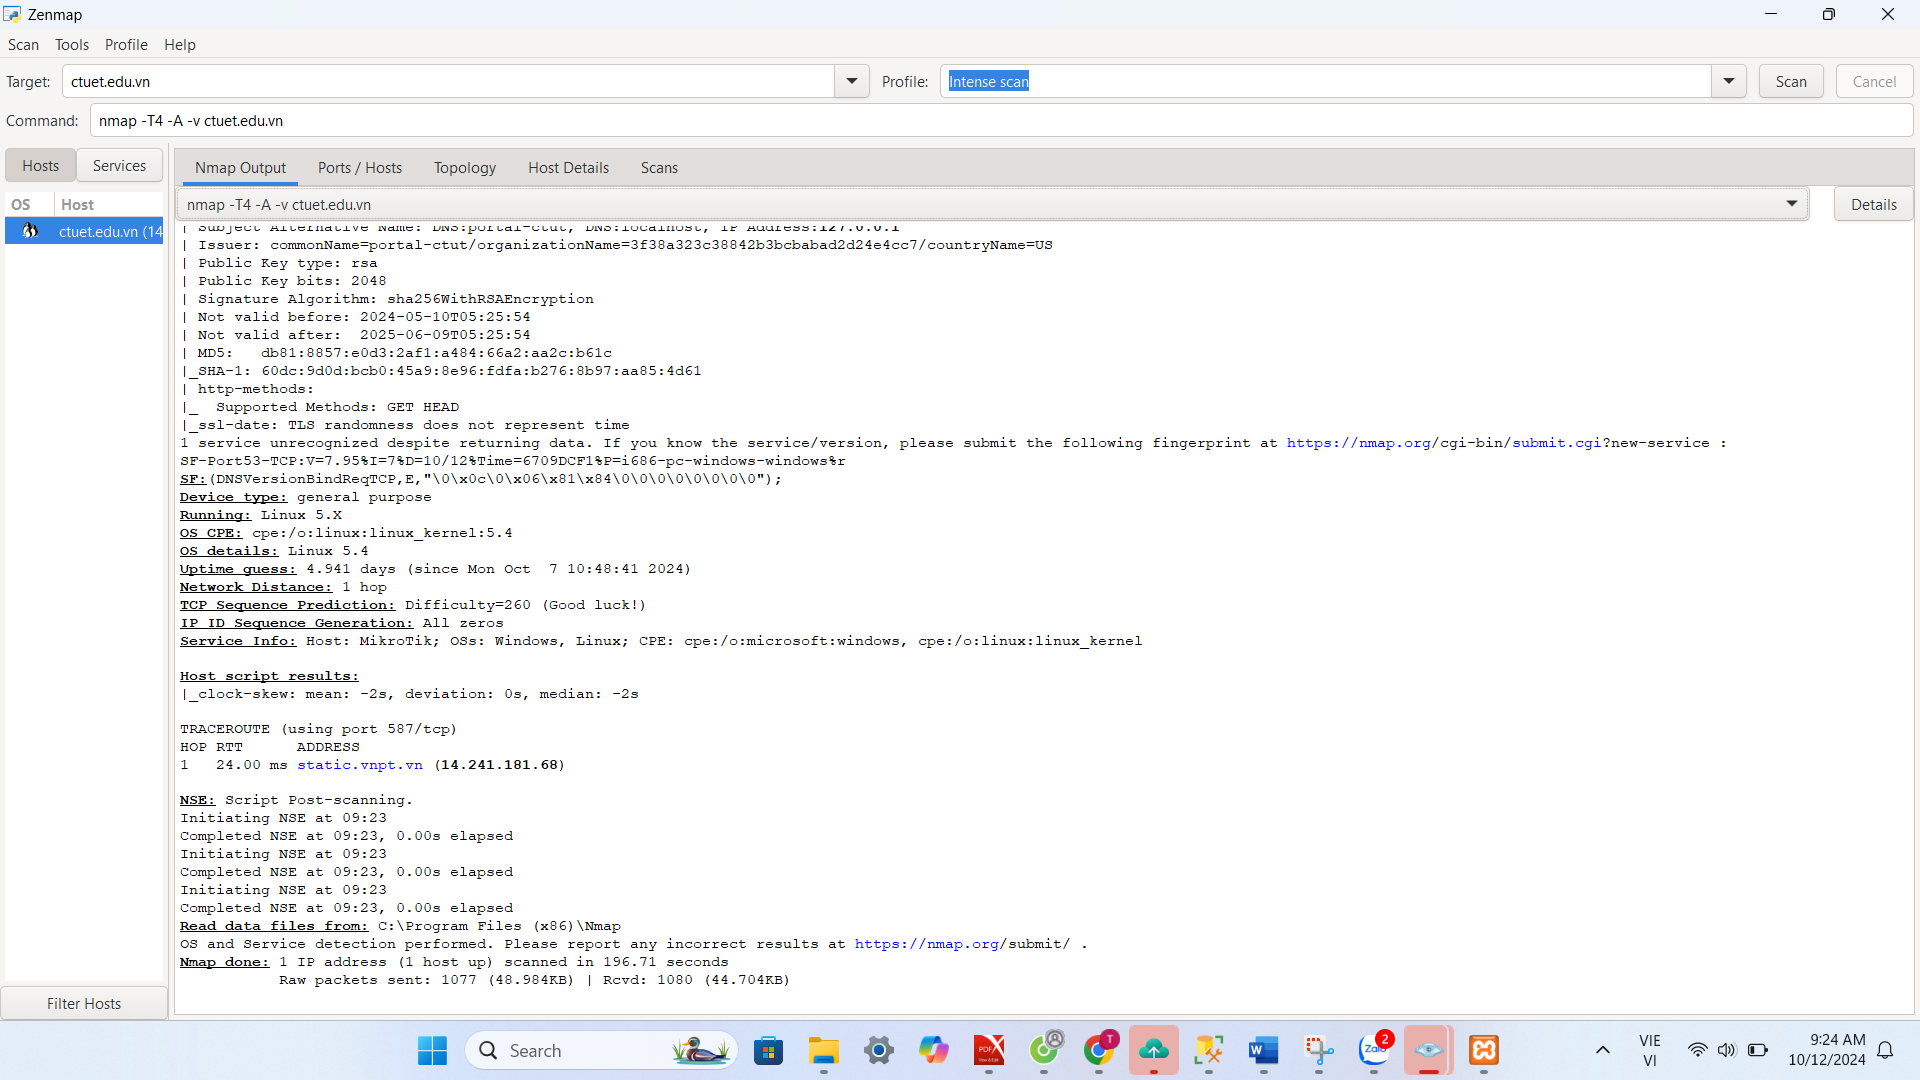 Zenmap
Scan Tools Profile Help
Target: ctuet.edu.vn Profile: Intense scan Scan Cancel
Command: nmap -T4 -A -v ctuet.edu.vn
Hosts Services
Nmap Output Ports / Hosts Topology Host Details Scans
OS Host
nmap -T4 -A -v ctuet.edu.vn Details
ctuet.edu.vn (14
| Subject Alternative Name: DNS:portal-ctut, DNS:localhost, IP Address:127.0.0.1
| Issuer: commonName=portal-ctut/organizationName=3f38a323c38842b3bcbabad2d24e4cc7/countryName=US
| Public Key type: rsa
| Public Key bits: 2048
| Signature Algorithm: sha256WithRSAEncryption
| Not valid before: 2024-05-10T05:25:54
| Not valid after:  2025-06-09T05:25:54
| MD5:   db81:8857:e0d3:2af1:a484:66a2:aa2c:b61c
|_SHA-1: 60dc:9d0d:bcb0:45a9:8e96:fdfa:b276:8b97:aa85:4d61
| http-methods:
|_  Supported Methods: GET HEAD
|_ssl-date: TLS randomness does not represent time
1 service unrecognized despite returning data. If you know the service/version, please submit the following fingerprint at https://nmap.org/cgi-bin/submit.cgi?new-service :
SF-Port53-TCP:V=7.95%I=7%D=10/12%Time=6709DCF1%P=i686-pc-windows-windows%r
SF:(DNSVersionBindReqTCP,E,"\0\x0c\0\x06\x81\x84\0\0\0\0\0\0\0\0");
Device type: general purpose
Running: Linux 5.X
OS CPE: cpe:/o:linux:linux_kernel:5.4
OS details: Linux 5.4
Uptime guess: 4.941 days (since Mon Oct  7 10:48:41 2024)
Network Distance: 1 hop
TCP Sequence Prediction: Difficulty=260 (Good luck!)
IP ID Sequence Generation: All zeros
Service Info: Host: MikroTik; OSs: Windows, Linux; CPE: cpe:/o:microsoft:windows, cpe:/o:linux:linux_kernel
Host script results:
|_clock-skew: mean: -2s, deviation: 0s, median: -2s
TRACEROUTE (using port 587/tcp)
HOP RTT      ADDRESS
1   24.00 ms static.vnpt.vn (14.241.181.68)
NSE: Script Post-scanning.
Initiating NSE at 09:23
Completed NSE at 09:23, 0.00s elapsed
Initiating NSE at 09:23
Completed NSE at 09:23, 0.00s elapsed
Initiating NSE at 09:23
Completed NSE at 09:23, 0.00s elapsed
Read data files from: C:\Program Files (x86)\Nmap
OS and Service detection performed. Please report any incorrect results at https://nmap.org/submit/ .
Nmap done: 1 IP address (1 host up) scanned in 196.71 seconds
Raw packets sent: 1077 (48.984KB) | Rcvd: 1080 (44.704KB)
Filter Hosts
Search
PDF
T
W
Zalo
2
VIE
VI
9:24 AM
10/12/2024